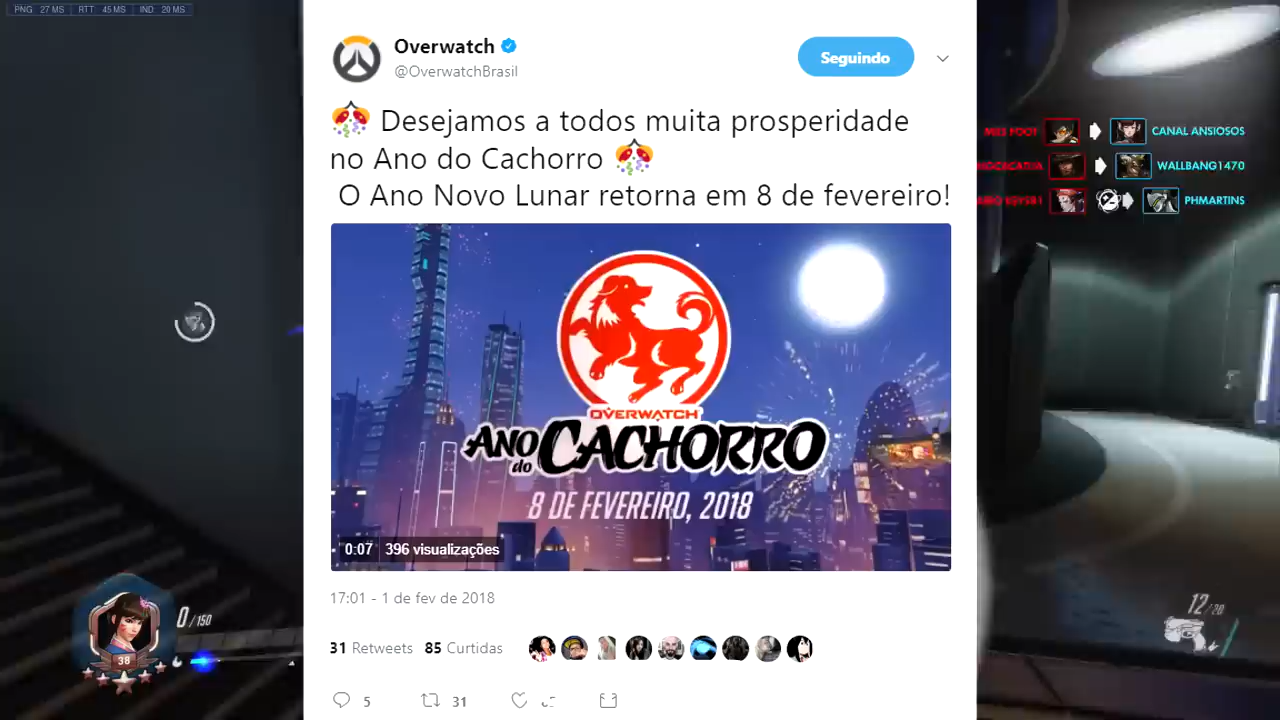 PNG 27 MS RTT 45 MS IND 20 MS
Overwatch
@OverwatchBrasil
Seguindo
Desejamos a todos muita prosperidade
no Ano do Cachorro
O Ano Novo Lunar retorna em 8 de fevereiro!
OVERWATCH
ANO do CACHORRO
8 DE FEVEREIRO, 2018
0:07 396 visualizações
17:01 - 1 de fev de 2018
31 Retweets 85 Curtidas
5 31
CANAL ANSIOSOS
WALLBANG1470
PHMARTINS
0/150
38
12/20